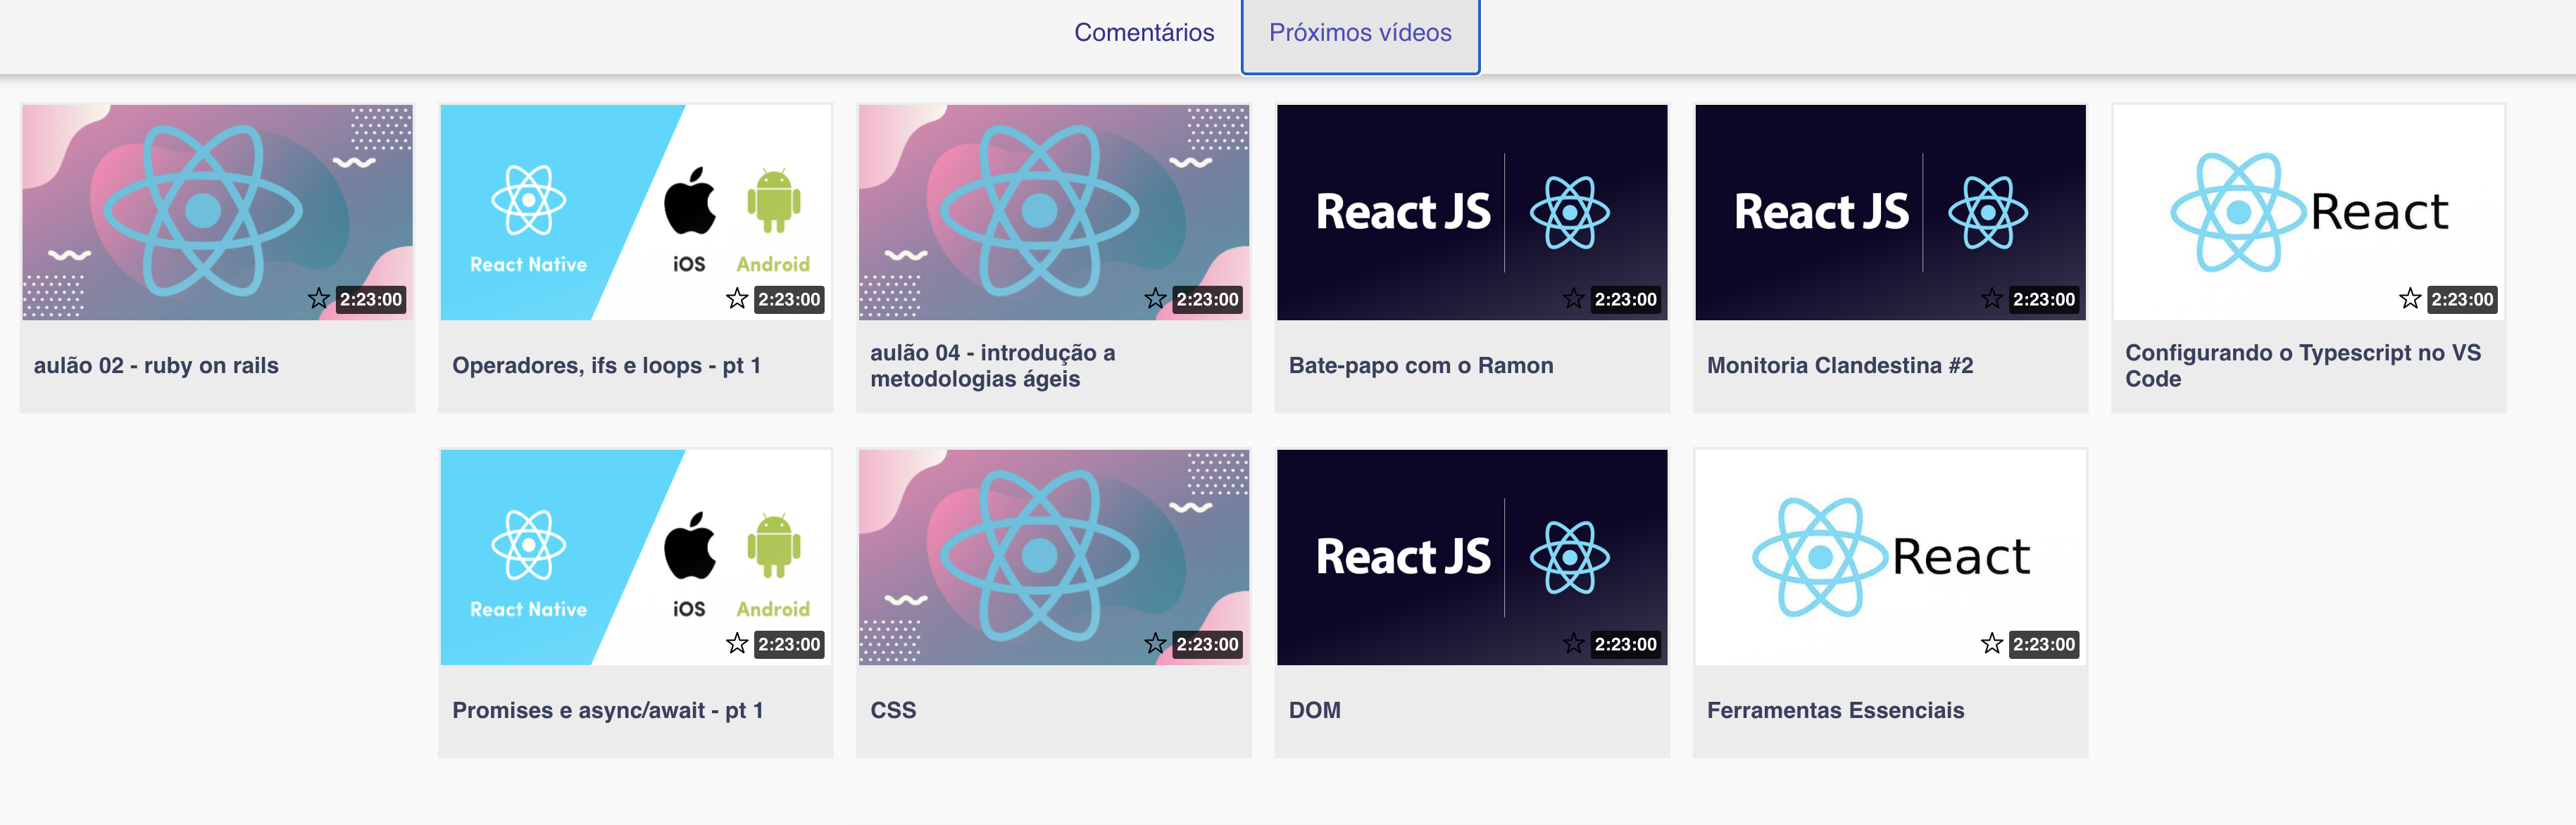 Comentários
Próximos vídeos
2:23:00
aulão 02 - ruby on rails
React Native
iOS
Android
2:23:00
Operadores, ifs e loops - pt 1
2:23:00
aulão 04 - introdução a
metodologias ágeis
React JS
2:23:00
Bate-papo com o Ramon
React JS
2:23:00
Monitoria Clandestina #2
React
2:23:00
Configurando o Typescript no VS
Code
React Native
iOS
Android
2:23:00
Promises e async/await - pt 1
2:23:00
CSS
React JS
2:23:00
DOM
React
2:23:00
Ferramentas Essenciais